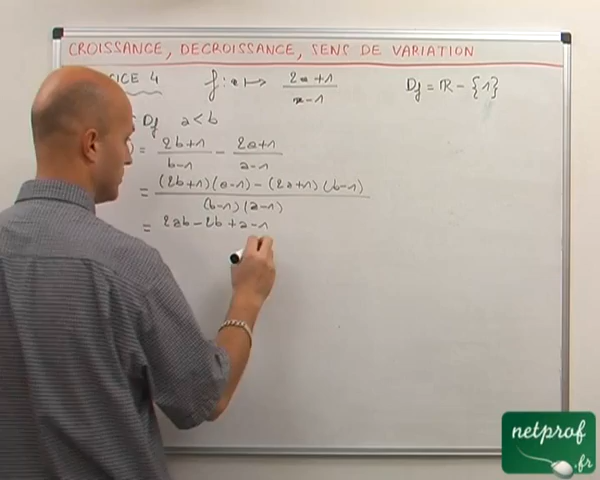 CROISSANCE, DECROISSANCE, SENS DE VARIATION
ICE 4 f: x ↦ (2x+1)/(x-1) Df = ℝ - {1}
Df a<b
= (2b+1)/(b-1) - (2a+1)/(a-1)
= ((2b+1)(a-1) - (2a+1)(b-1))/((b-1)(a-1))
= 2ab-2b+a-1
netprof
.fr